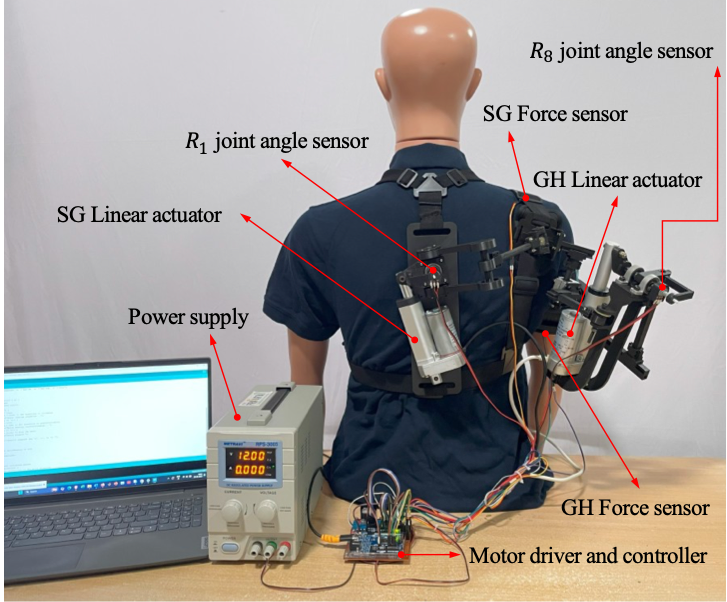 R₈ joint angle sensor
SG Force sensor
R₁ joint angle sensor
GH Linear actuator
SG Linear actuator
Power supply
12.00
0.000
GH Force sensor
Motor driver and controller